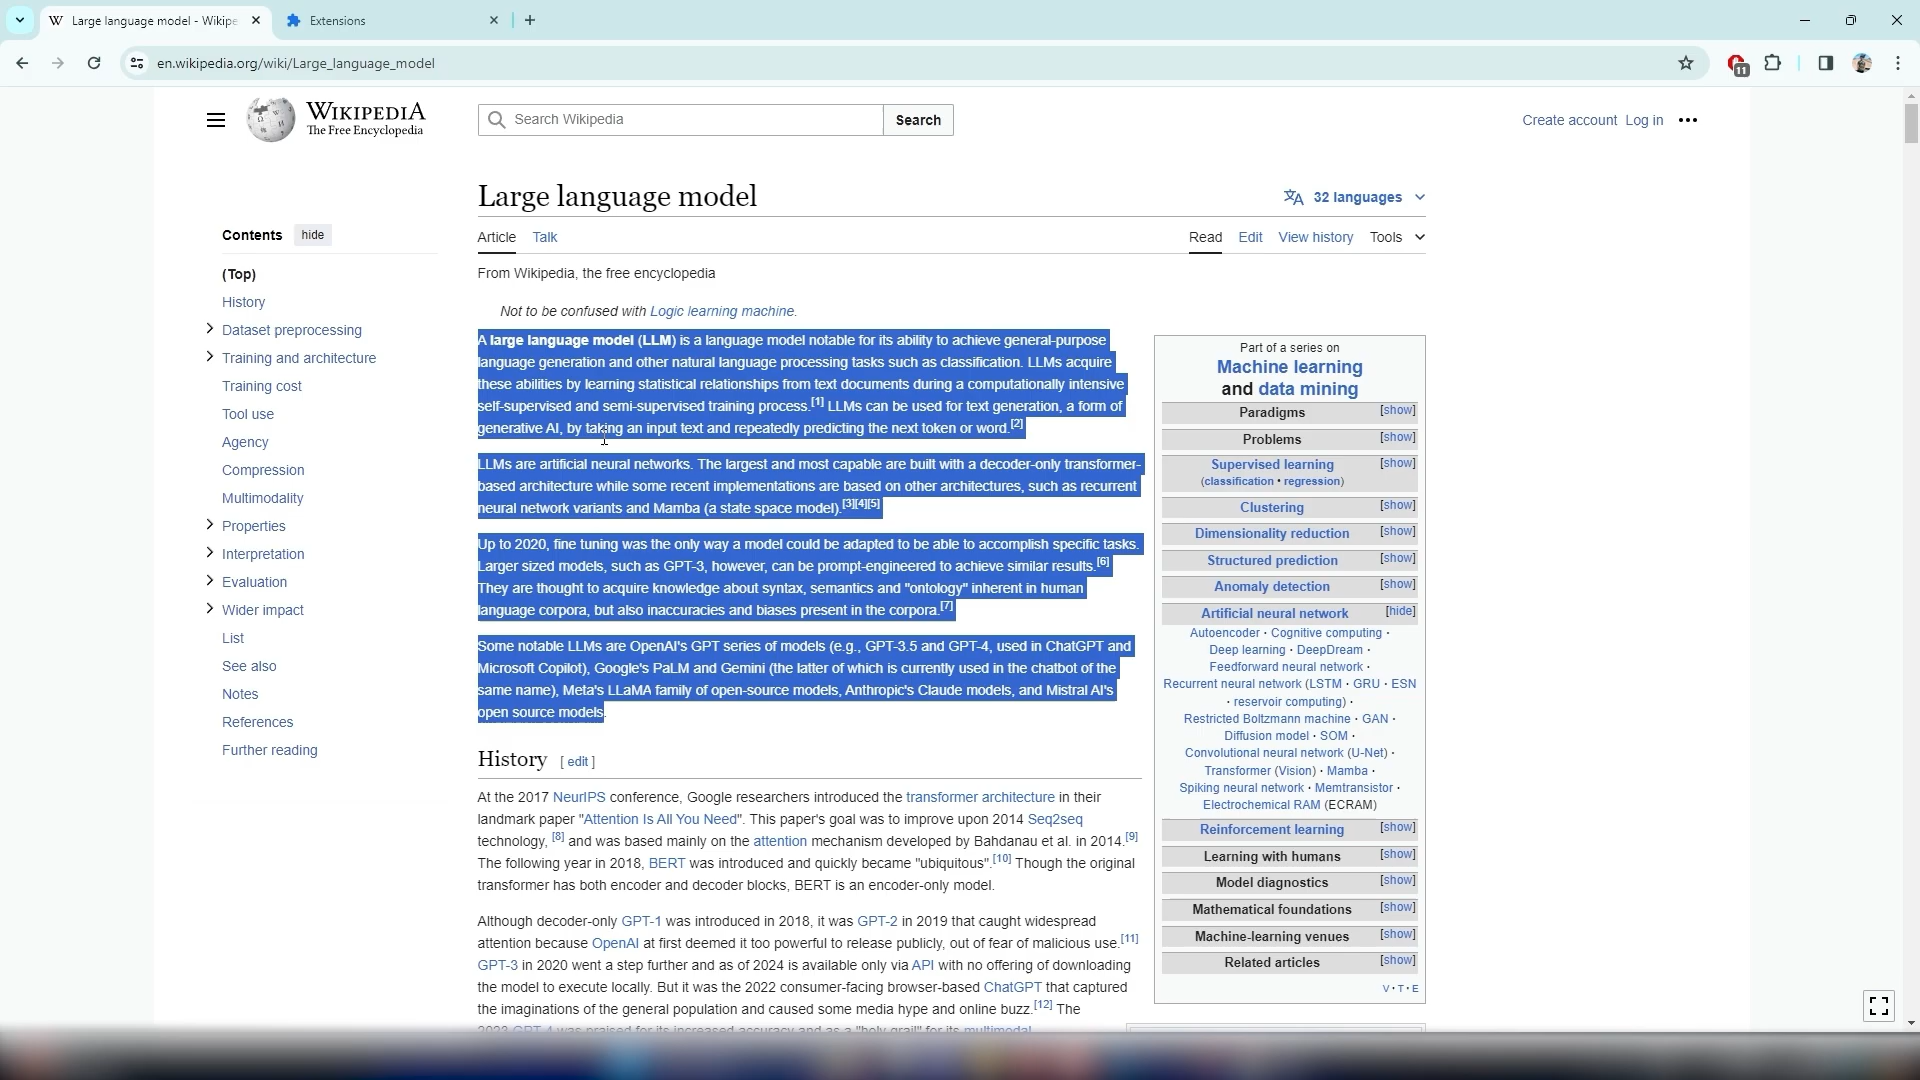 Large language model - Wikipe
Extensions
en.wikipedia.org/wiki/Large_language_model
11
WIKIPEDIA
The Free Encyclopedia
Search Wikipedia
Search
Create account Log in
Large language model
32 languages
Article Talk
Read Edit View history Tools
From Wikipedia, the free encyclopedia
Contents hide
(Top)
History
Dataset preprocessing
Training and architecture
Training cost
Tool use
Agency
Compression
Multimodality
Properties
Interpretation
Evaluation
Wider impact
List
See also
Notes
References
Further reading
Not to be confused with Logic learning machine.
A large language model (LLM) is a language model notable for its ability to achieve general-purpose
language generation and other natural language processing tasks such as classification. LLMs acquire
these abilities by learning statistical relationships from text documents during a computationally intensive
self-supervised and semi-supervised training process.[1] LLMs can be used for text generation, a form of
generative AI, by taking an input text and repeatedly predicting the next token or word.[2]
LLMs are artificial neural networks. The largest and most capable are built with a decoder-only transformer-
based architecture while some recent implementations are based on other architectures, such as recurrent
neural network variants and Mamba (a state space model).[3][4][5]
Up to 2020, fine tuning was the only way a model could be adapted to be able to accomplish specific tasks.
Larger sized models, such as GPT-3, however, can be prompt-engineered to achieve similar results.[6]
They are thought to acquire knowledge about syntax, semantics and "ontology" inherent in human
language corpora, but also inaccuracies and biases present in the corpora.[7]
Some notable LLMs are OpenAI's GPT series of models (e.g., GPT-3.5 and GPT-4, used in ChatGPT and
Microsoft Copilot), Google's PaLM and Gemini (the latter of which is currently used in the chatbot of the
same name), Meta's LLaMA family of open-source models, Anthropic's Claude models, and Mistral AI's
open source models.
History [ edit ]
At the 2017 NeurIPS conference, Google researchers introduced the transformer architecture in their
landmark paper "Attention Is All You Need". This paper's goal was to improve upon 2014 Seq2seq
technology, [8] and was based mainly on the attention mechanism developed by Bahdanau et al. in 2014.[9]
The following year in 2018, BERT was introduced and quickly became "ubiquitous".[10] Though the original
transformer has both encoder and decoder blocks, BERT is an encoder-only model.
Although decoder-only GPT-1 was introduced in 2018, it was GPT-2 in 2019 that caught widespread
attention because OpenAI at first deemed it too powerful to release publicly, out of fear of malicious use.[11]
GPT-3 in 2020 went a step further and as of 2024 is available only via API with no offering of downloading
the model to execute locally. But it was the 2022 consumer-facing browser-based ChatGPT that captured
the imaginations of the general population and caused some media hype and online buzz.[12] The
2023 GPT-4 was praised for its increased accuracy and as a "holy grail" for its multimodal
Part of a series on
Machine learning
and data mining
Paradigms [show]
Problems [show]
Supervised learning [show]
(classification • regression)
Clustering [show]
Dimensionality reduction [show]
Structured prediction [show]
Anomaly detection [show]
Artificial neural network [hide]
Autoencoder · Cognitive computing ·
Deep learning · DeepDream ·
Feedforward neural network ·
Recurrent neural network (LSTM · GRU · ESN
· reservoir computing) ·
Restricted Boltzmann machine · GAN ·
Diffusion model · SOM ·
Convolutional neural network (U-Net) ·
Transformer (Vision) · Mamba ·
Spiking neural network · Memtransistor ·
Electrochemical RAM (ECRAM)
Reinforcement learning [show]
Learning with humans [show]
Model diagnostics [show]
Mathematical foundations [show]
Machine-learning venues [show]
Related articles [show]
V · T · E